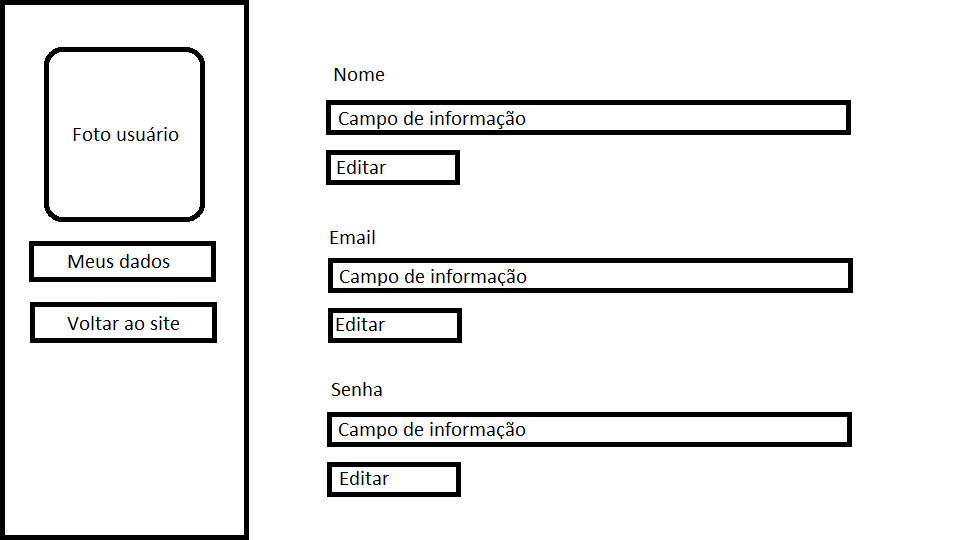 Foto usuário
Meus dados
Voltar ao site
Nome
Campo de informação
Editar
Email
Campo de informação
Editar
Senha
Campo de informação
Editar